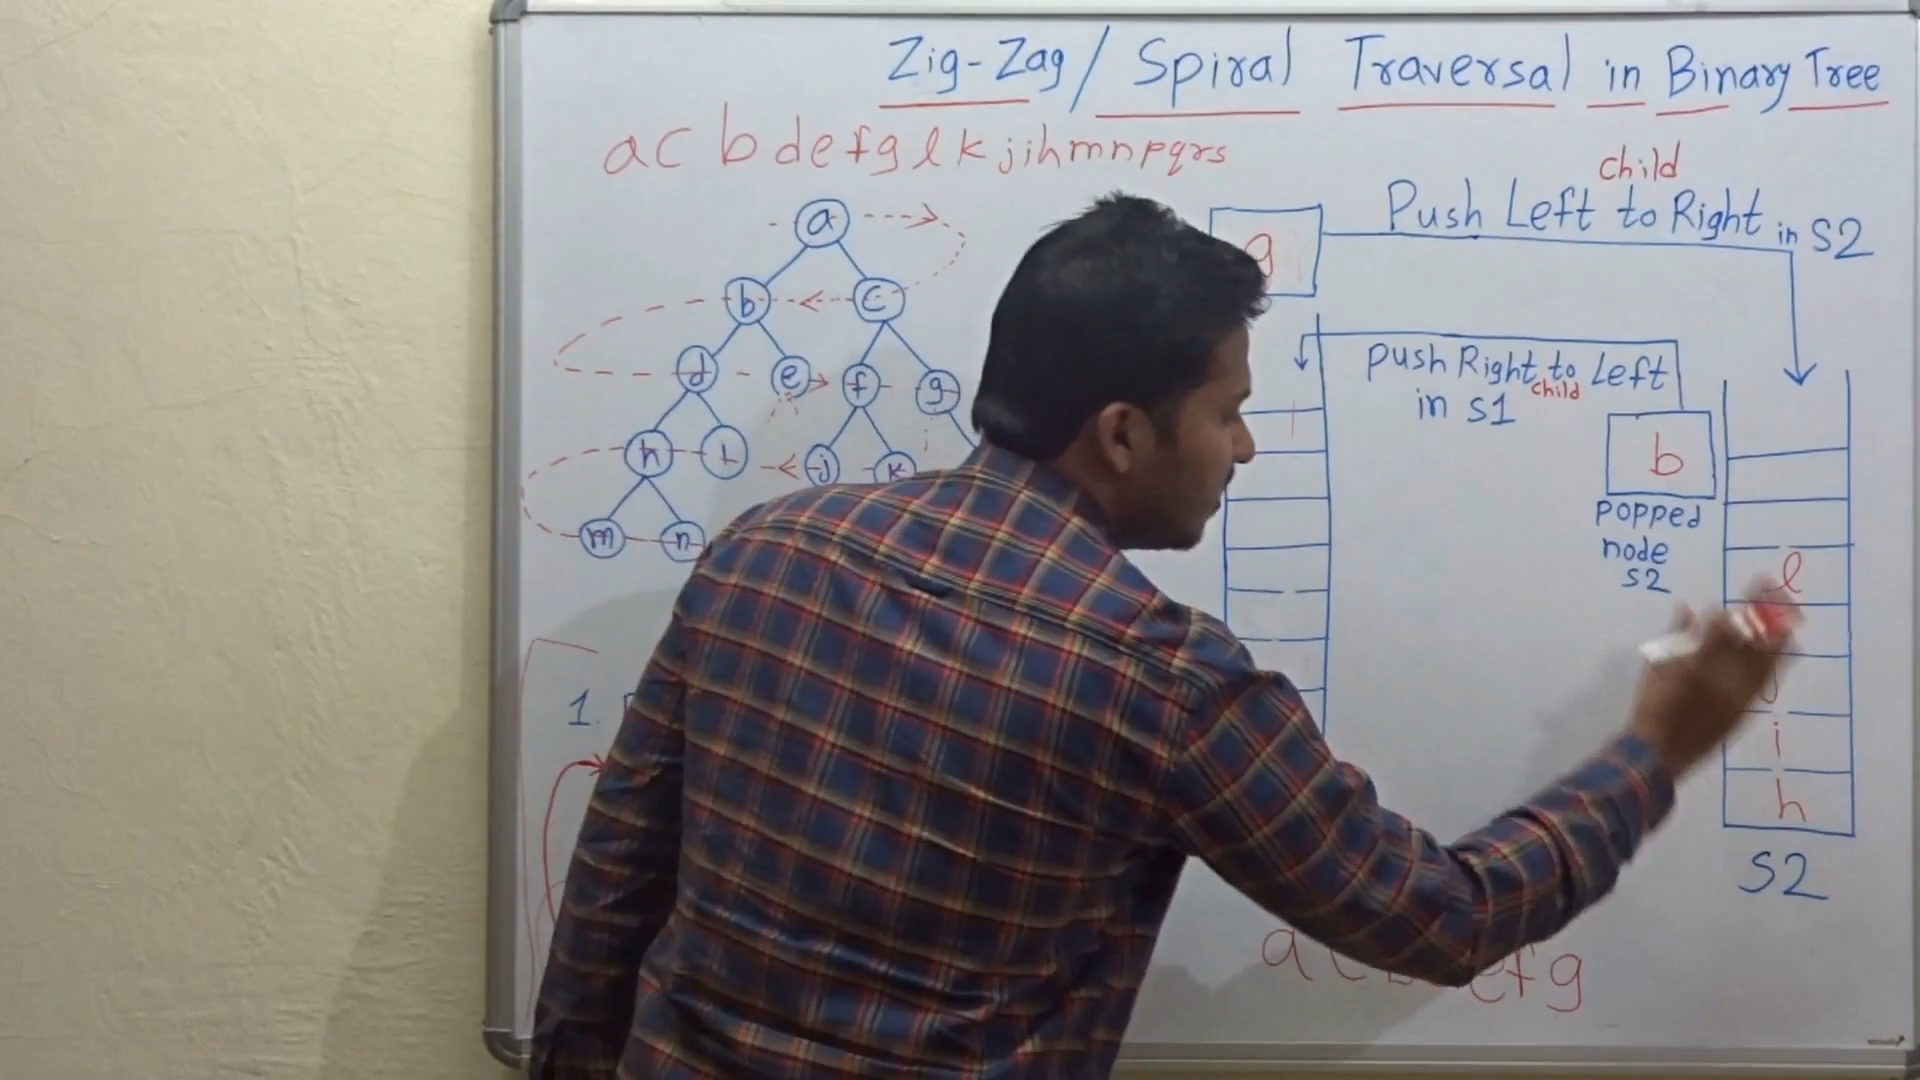 Zig-Zag / Spiral Traversal in Binary Tree
a c b d e f g l k j i h m n p q r s
child
Push Left to Right in S2
a
g
b c
Push Right to Left
child
in S1
d e f g
b
h i j k
popped
node
S2
m n
l
1.
j
i
h
S2
a c e f g